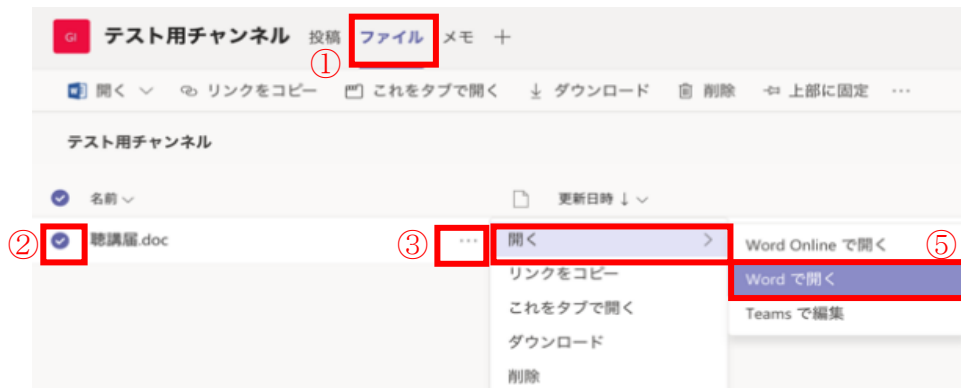 GI テスト用チャンネル 投稿 ファイル メモ +
①
開く リンクをコピー これをタブで開く ダウンロード 削除 上部に固定 ...
テスト用チャンネル
名前 更新日時 ↓
② 聴講届.doc ③ ... 開く > Word Online で開く ⑤
リンクをコピー Word で開く
これをタブで開く Teams で編集
ダウンロード
削除